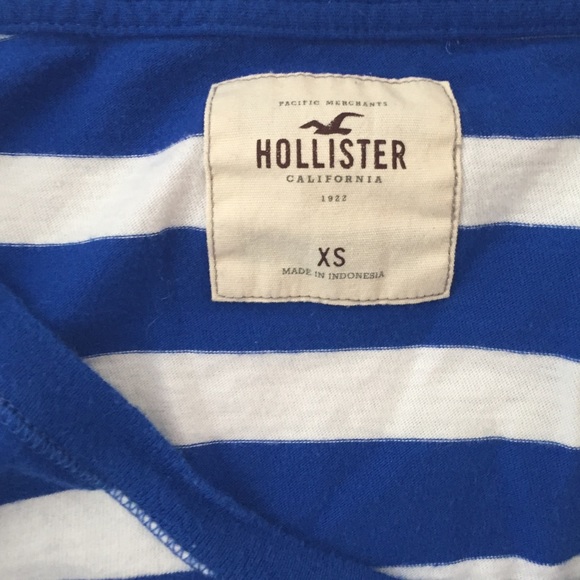 PACIFIC MERCHANTS
HOLLISTER
CALIFORNIA
1922
XS
MADE IN INDONESIA